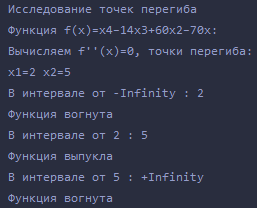 Исследование точек перегиба
Функция f(x)=x4-14x3+60x2-70x:
Вычисляем f''(x)=0, точки перегиба:
x1=2 x2=5
В интервале от -Infinity : 2
Функция вогнута
В интервале от 2 : 5
Функция выпукла
В интервале от 5 : +Infinity
Функция вогнута